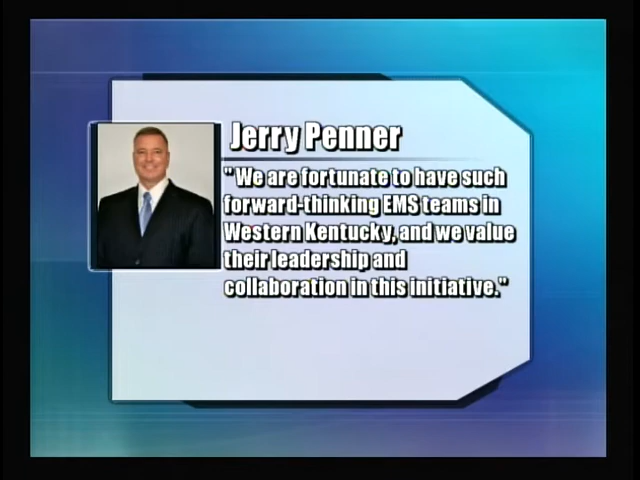 Jerry Penner
"We are fortunate to have such
forward-thinking EMS teams in
Western Kentucky, and we value
their leadership and
collaboration in this initiative."